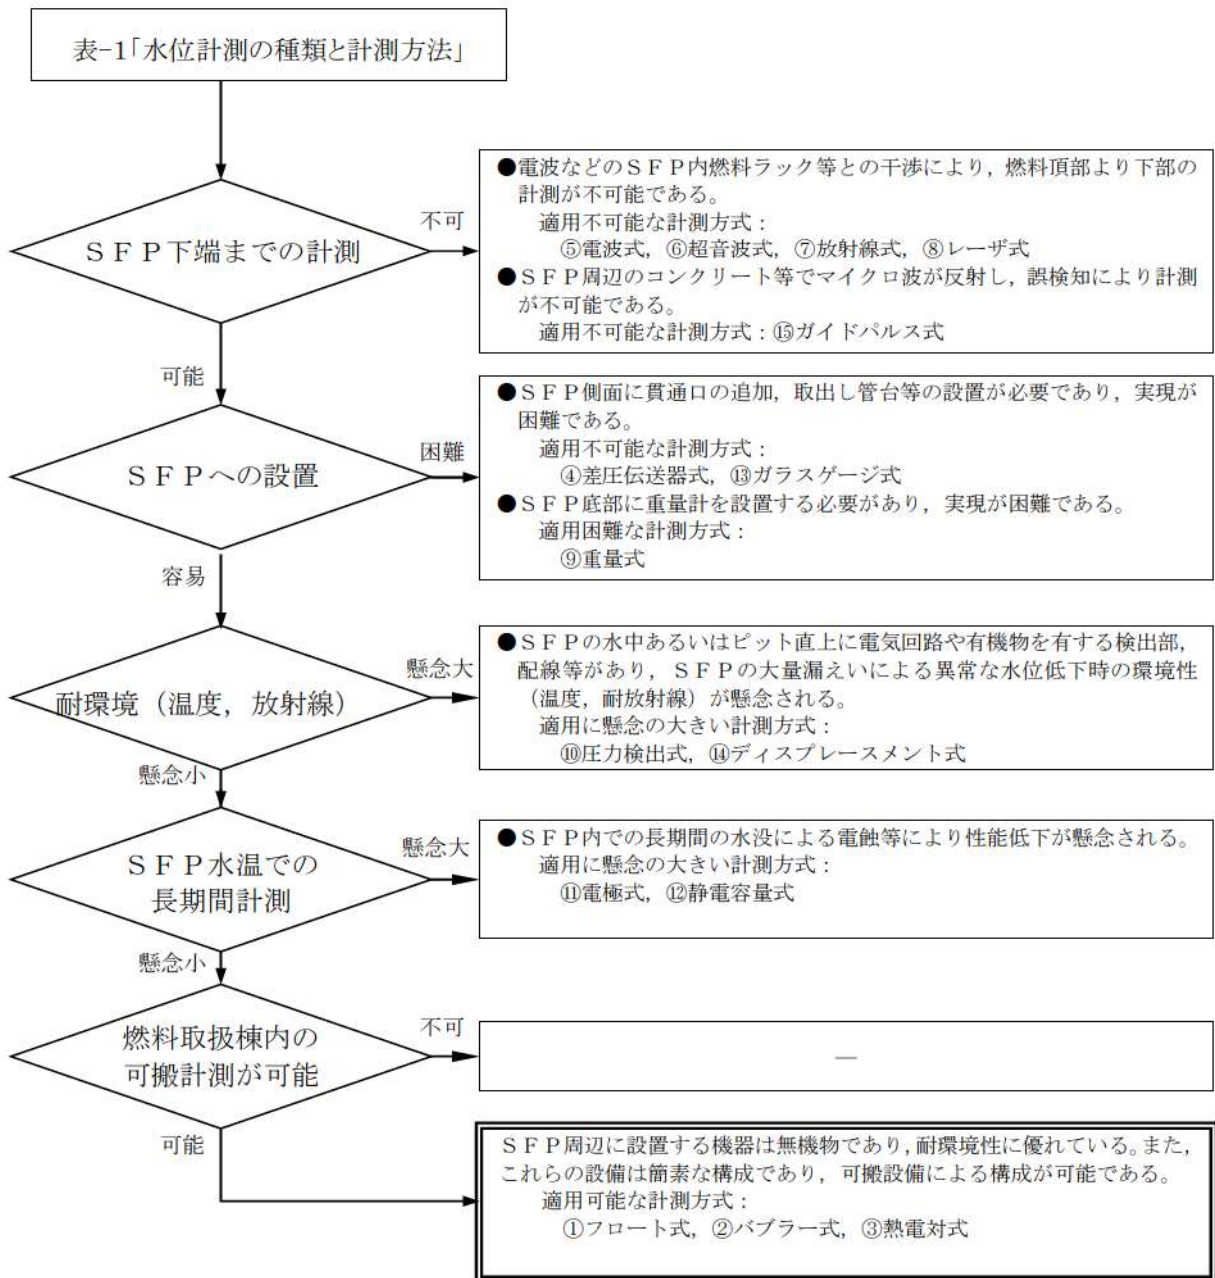 表-1「水位計測の種類と計測方法」
ＳＦＰ下端までの計測
不可
●電波などのＳＦＰ内燃料ラック等との干渉により，燃料頂部より下部の
計測が不可能である。
適用不可能な計測方式：
⑤電波式，⑥超音波式，⑦放射線式，⑧レーザ式
●ＳＦＰ周辺のコンクリート等でマイクロ波が反射し，誤検知により計測
が不可能である。
適用不可能な計測方式：⑮ガイドパルス式
可能
ＳＦＰへの設置
困難
●ＳＦＰ側面に貫通口の追加，取出し管台等の設置が必要であり，実現が
困難である。
適用不可能な計測方式：
④差圧伝送器式，⑬ガラスゲージ式
●ＳＦＰ底部に重量計を設置する必要があり，実現が困難である。
適用困難な計測方式：
⑨重量式
容易
耐環境（温度，放射線）
懸念大
●ＳＦＰの水中あるいはピット直上に電気回路や有機物を有する検出部，
配線等があり，ＳＦＰの大量漏えいによる異常な水位低下時の環境性
（温度，耐放射線）が懸念される。
適用に懸念の大きい計測方式：
⑩圧力検出式，⑭ディスプレースメント式
懸念小
ＳＦＰ水温での
長期間計測
懸念大
●ＳＦＰ内での長期間の水没による電蝕等により性能低下が懸念される。
適用に懸念の大きい計測方式：
⑪電極式，⑫静電容量式
懸念小
燃料取扱棟内の
可搬計測が可能
不可
―
可能
ＳＦＰ周辺に設置する機器は無機物であり，耐環境性に優れている。また，
これらの設備は簡素な構成であり，可搬設備による構成が可能である。
適用可能な計測方式：
①フロート式，②バブラー式，③熱電対式